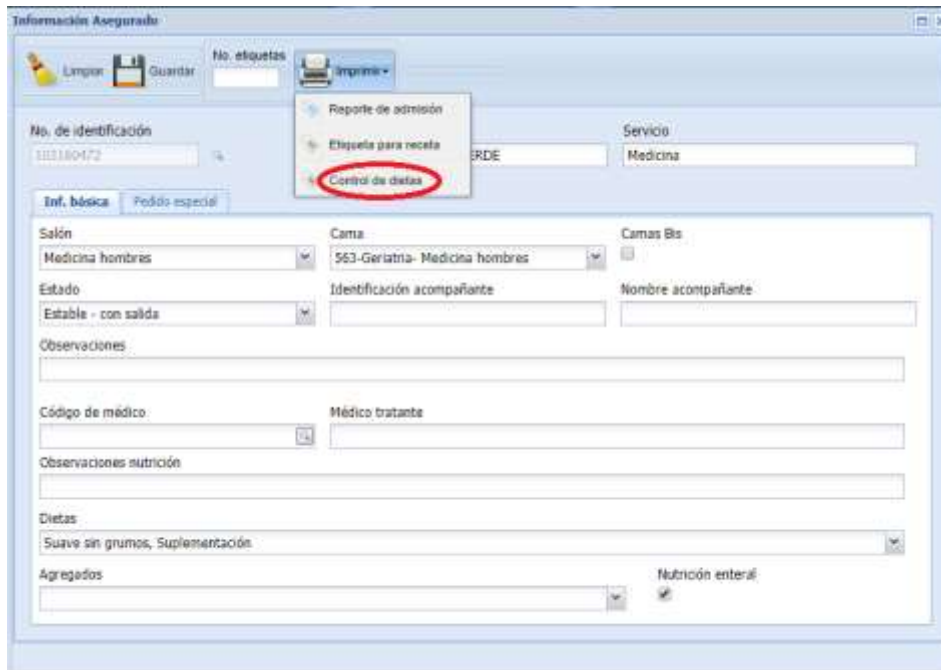 Información Asegurado
Limpiar Guardar No. etiquetas Imprimir
Reporte de admisión
Etiqueta para receta
Control de dietas
No. de identificación Servicio
103180472 ERDE Medicina
Inf. básica Pedido especial
Salón Cama Camas Bis
Medicina hombres 563-Geriatria- Medicina hombres
Estado Identificación acompañante Nombre acompañante
Estable - con salida
Observaciones
Código de médico Médico tratante
Observaciones nutrición
Dietas
Suave sin grumos, Suplementación
Agregados Nutrición enteral